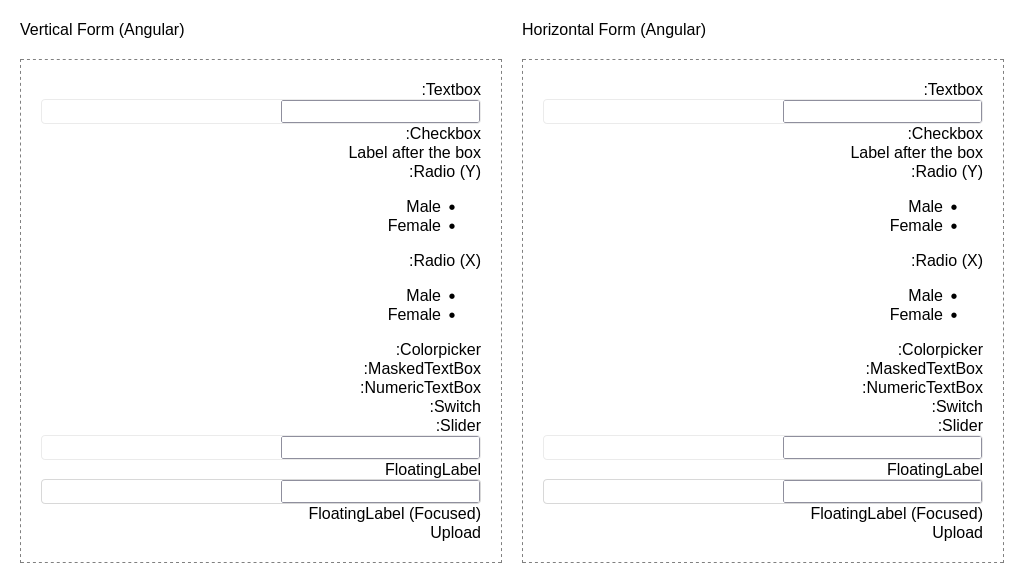 Vertical Form (Angular)
:Textbox
:Checkbox
Label after the box
:Radio (Y)
Male
Female
:Radio (X)
Male
Female
:Colorpicker
:MaskedTextBox
:NumericTextBox
:Switch
:Slider
FloatingLabel
FloatingLabel (Focused)
Upload
Horizontal Form (Angular)
:Textbox
:Checkbox
Label after the box
:Radio (Y)
Male
Female
:Radio (X)
Male
Female
:Colorpicker
:MaskedTextBox
:NumericTextBox
:Switch
:Slider
FloatingLabel
FloatingLabel (Focused)
Upload